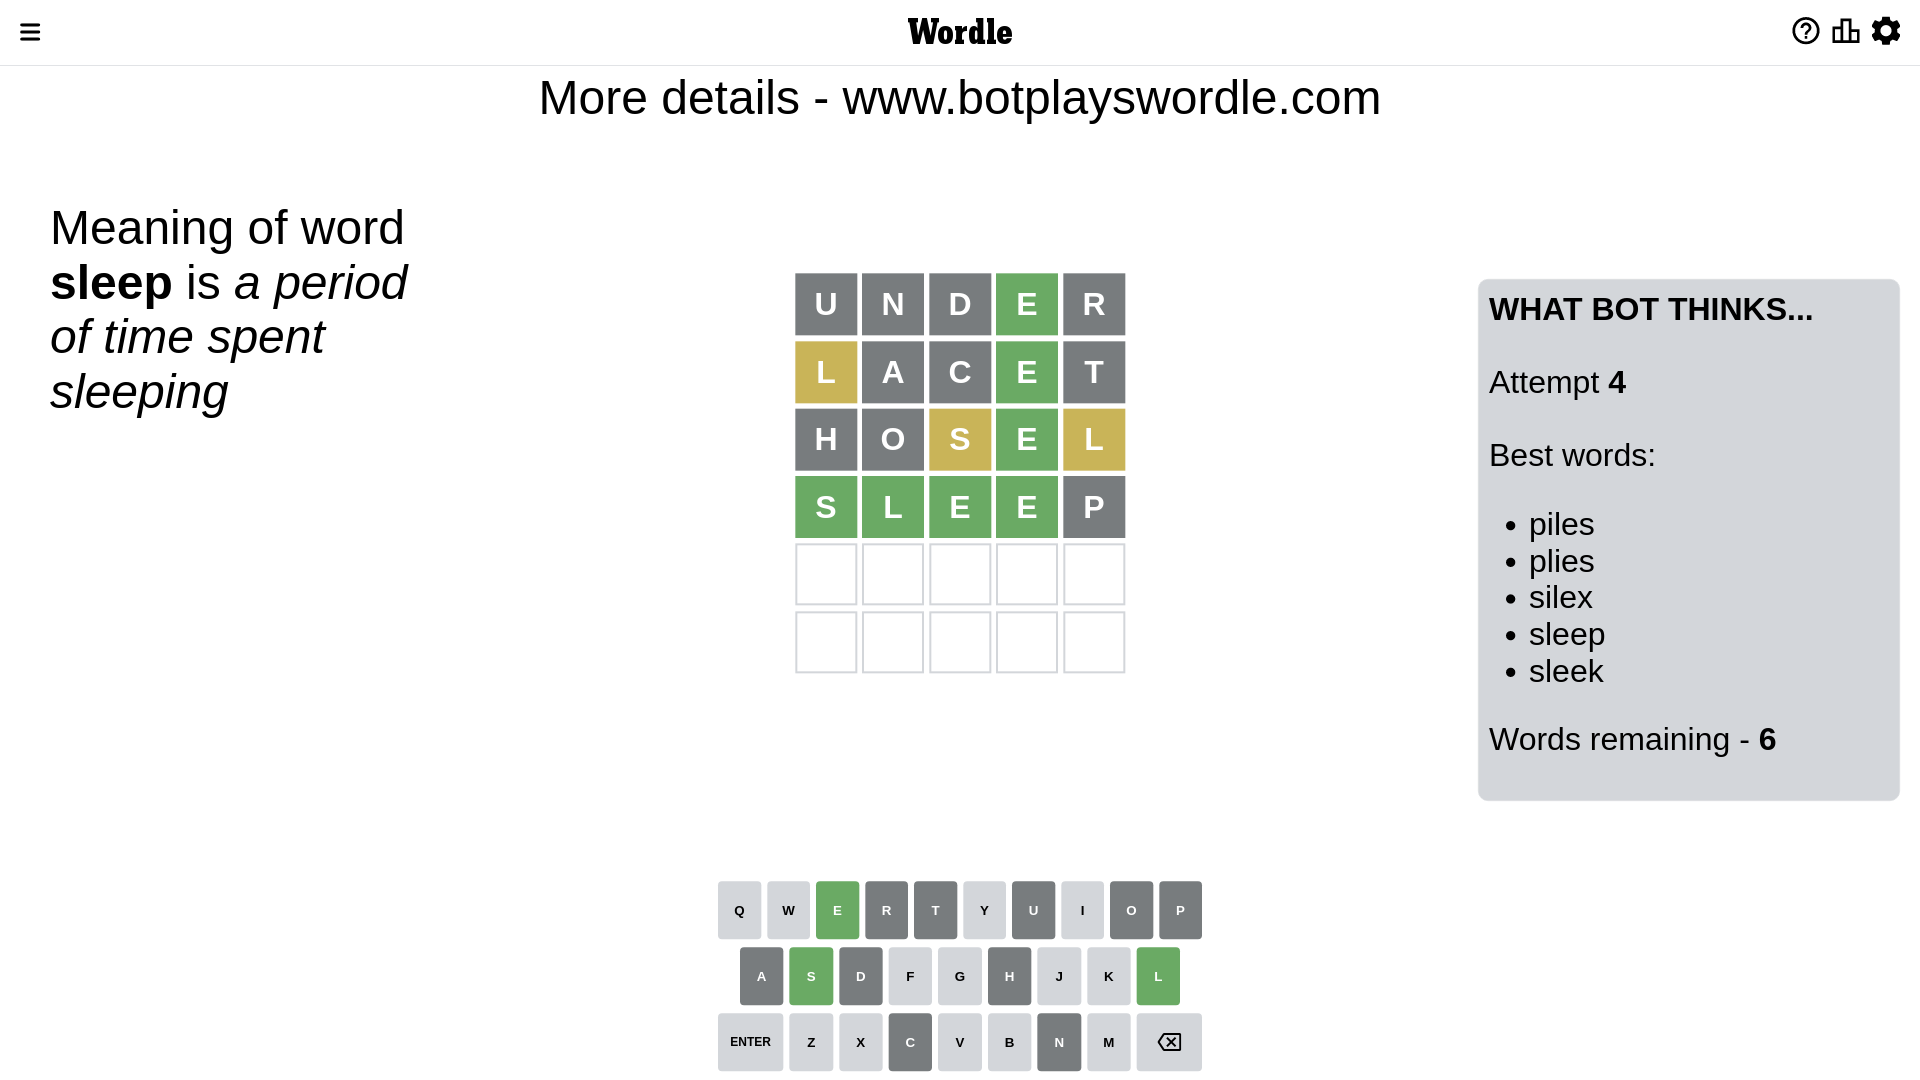 Wordle
More details - www.botplayswordle.com
Meaning of word
sleep is a period
of time spent
sleeping
U N D E R
L A C E T
H O S E L
S L E E P
WHAT BOT THINKS...
Attempt 4
Best words:
• piles
• plies
• silex
• sleep
• sleek
Words remaining - 6
Q W E R T Y U I O P
A S D F G H J K L
ENTER Z X C V B N M